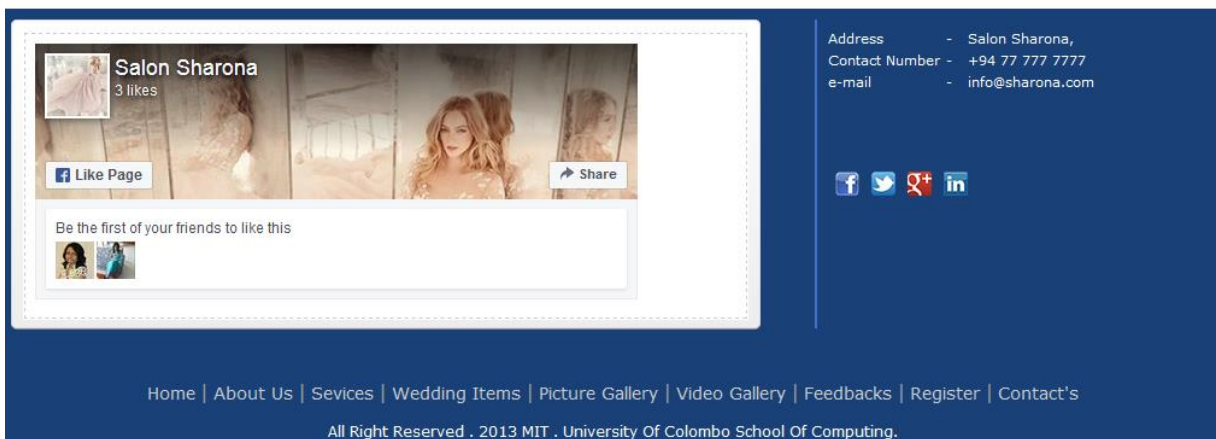 Salon Sharona
3 likes
Like Page
Share
Be the first of your friends to like this
Address - Salon Sharona,
Contact Number - +94 77 777 7777
e-mail - info@sharona.com
Home | About Us | Sevices | Wedding Items | Picture Gallery | Video Gallery | Feedbacks | Register | Contact's
All Right Reserved . 2013 MIT . University Of Colombo School Of Computing.